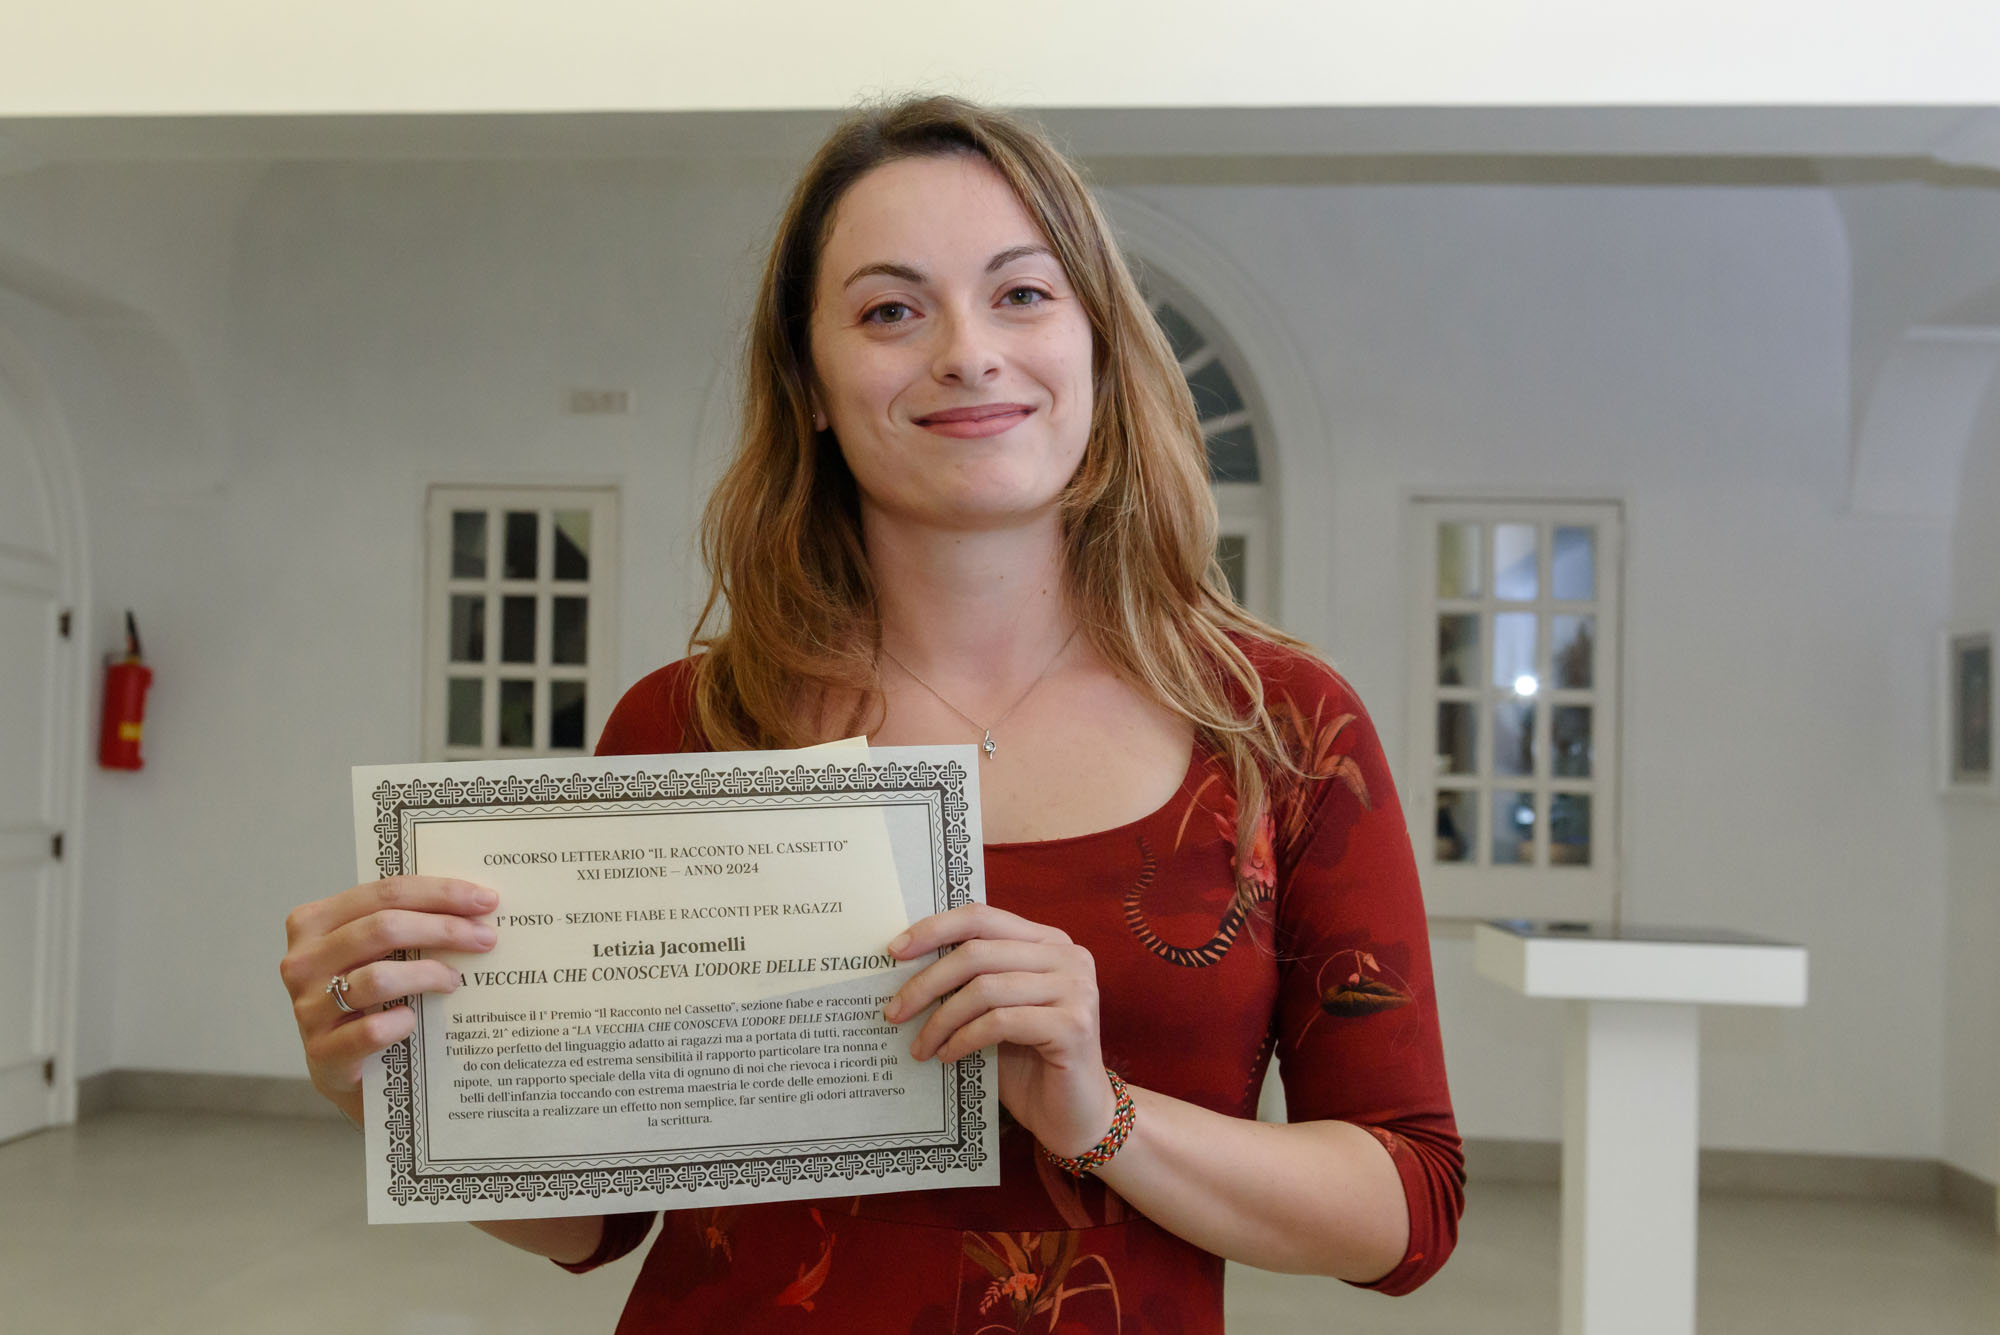 CONCORSO LETTERARIO “IL RACCONTO NEL CASSETTO”
XXI EDIZIONE – ANNO 2024
1° POSTO - SEZIONE FIABE E RACCONTI PER RAGAZZI
Letizia Jacomelli
A VECCHIA CHE CONOSCEVA L'ODORE DELLE STAGIONI
Si attribuisce il 1° Premio “Il Racconto nel Cassetto”, sezione fiabe e racconti per
ragazzi, 21^ edizione a “LA VECCHIA CHE CONOSCEVA L'ODORE DELLE STAGIONI”
l'utilizzo perfetto del linguaggio adatto ai ragazzi ma a portata di tutti, raccontan-
do con delicatezza ed estrema sensibilità il rapporto particolare tra nonna e
nipote, un rapporto speciale della vita di ognuno di noi che rievoca i ricordi più
belli dell'infanzia toccando con estrema maestria le corde delle emozioni. E di
essere riuscita a realizzare un effetto non semplice, far sentire gli odori attraverso
la scrittura.